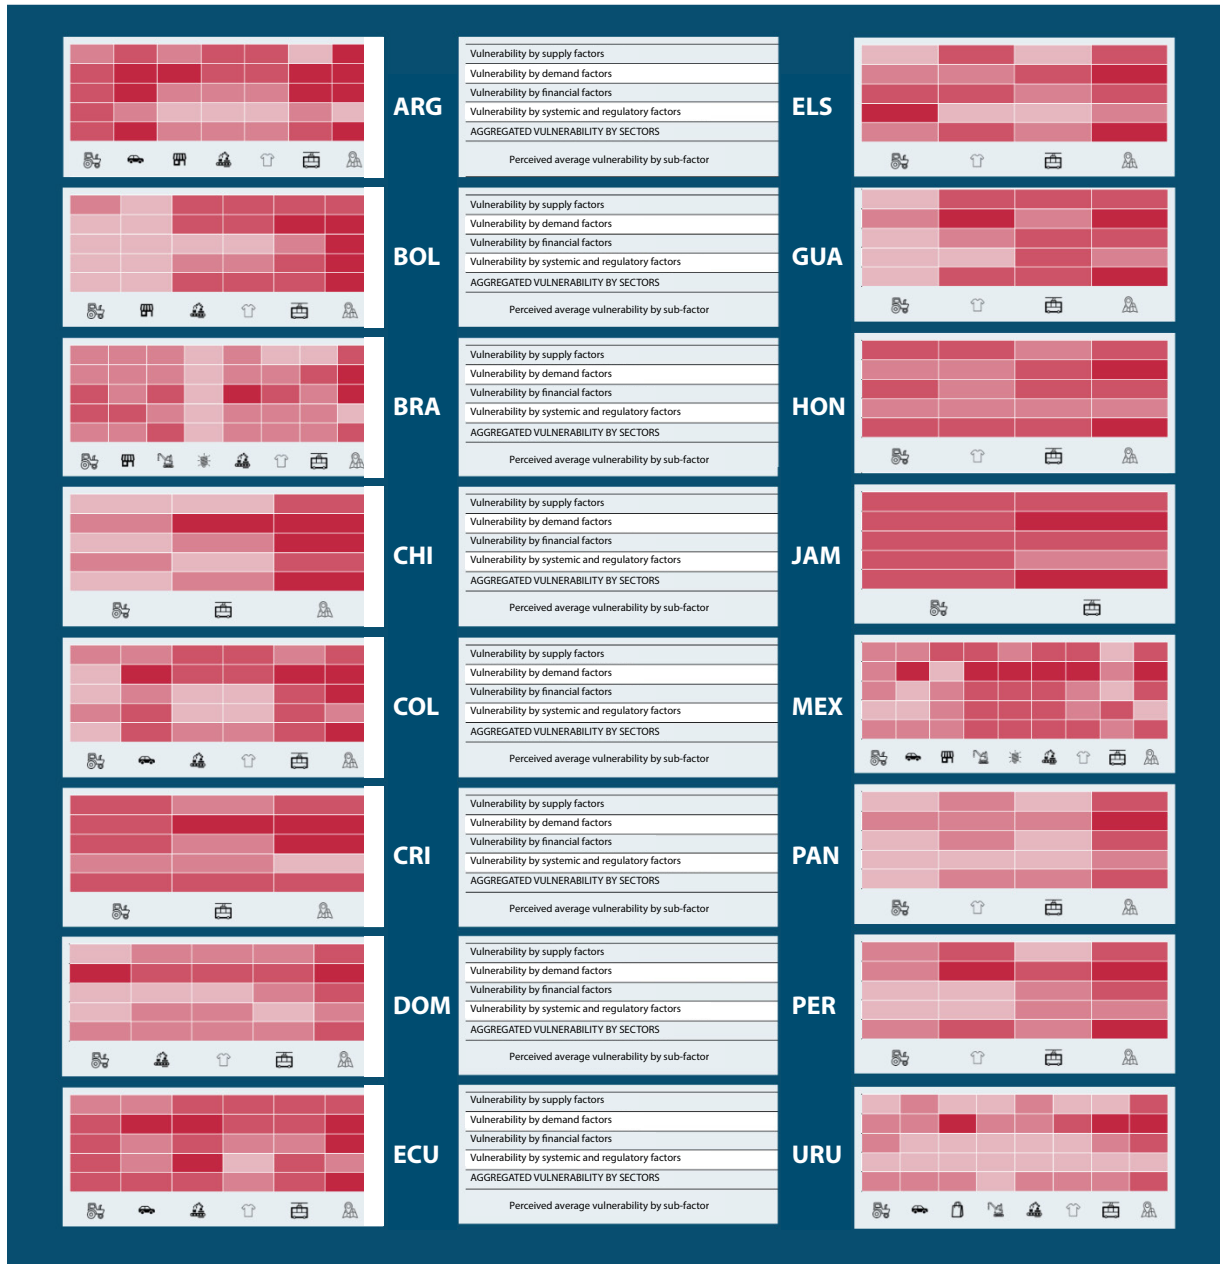 ARG
Vulnerability by supply factors
Vulnerability by demand factors
Vulnerability by financial factors
Vulnerability by systemic and regulatory factors
AGGREGATED VULNERABILITY BY SECTORS
Perceived average vulnerability by sub-factor
ELS
BOL
Vulnerability by supply factors
Vulnerability by demand factors
Vulnerability by financial factors
Vulnerability by systemic and regulatory factors
AGGREGATED VULNERABILITY BY SECTORS
Perceived average vulnerability by sub-factor
GUA
BRA
Vulnerability by supply factors
Vulnerability by demand factors
Vulnerability by financial factors
Vulnerability by systemic and regulatory factors
AGGREGATED VULNERABILITY BY SECTORS
Perceived average vulnerability by sub-factor
HON
CHI
Vulnerability by supply factors
Vulnerability by demand factors
Vulnerability by financial factors
Vulnerability by systemic and regulatory factors
AGGREGATED VULNERABILITY BY SECTORS
Perceived average vulnerability by sub-factor
JAM
COL
Vulnerability by supply factors
Vulnerability by demand factors
Vulnerability by financial factors
Vulnerability by systemic and regulatory factors
AGGREGATED VULNERABILITY BY SECTORS
Perceived average vulnerability by sub-factor
MEX
CRI
Vulnerability by supply factors
Vulnerability by demand factors
Vulnerability by financial factors
Vulnerability by systemic and regulatory factors
AGGREGATED VULNERABILITY BY SECTORS
Perceived average vulnerability by sub-factor
PAN
DOM
Vulnerability by supply factors
Vulnerability by demand factors
Vulnerability by financial factors
Vulnerability by systemic and regulatory factors
AGGREGATED VULNERABILITY BY SECTORS
Perceived average vulnerability by sub-factor
PER
ECU
Vulnerability by supply factors
Vulnerability by demand factors
Vulnerability by financial factors
Vulnerability by systemic and regulatory factors
AGGREGATED VULNERABILITY BY SECTORS
Perceived average vulnerability by sub-factor
URU